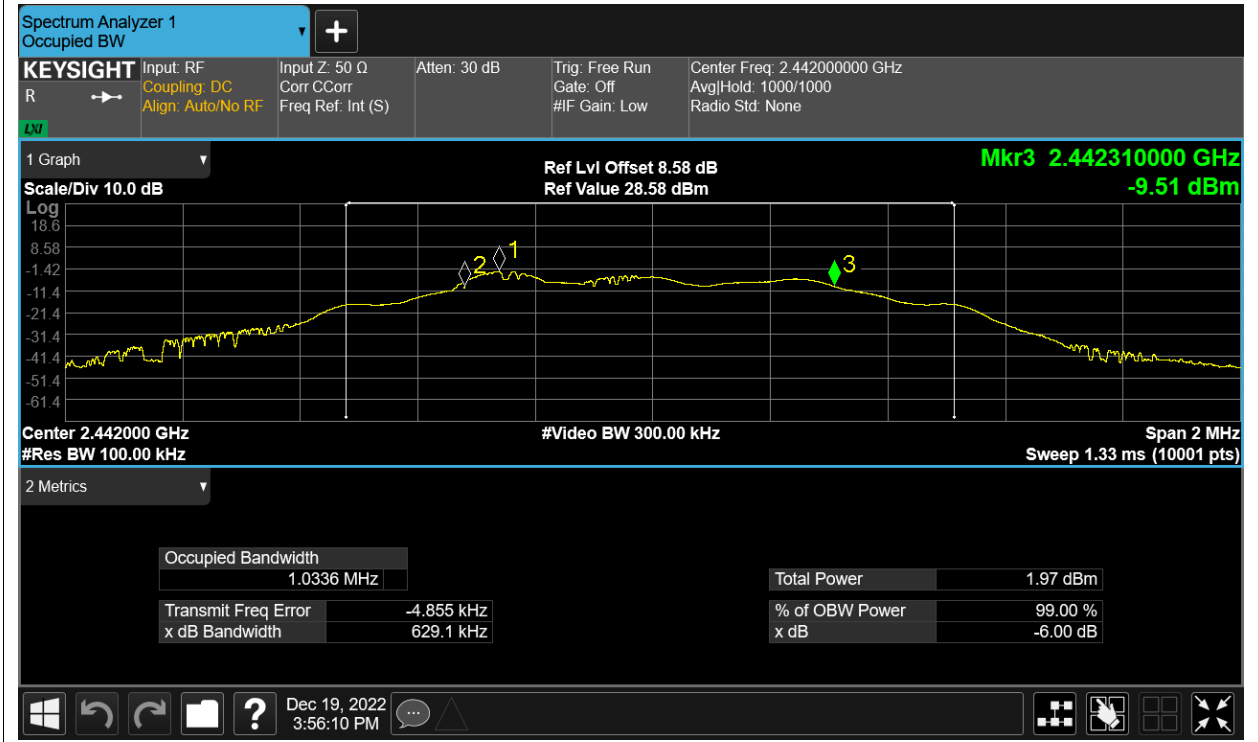 Spectrum Analyzer 1
Occupied BW
KEYSIGHT
R
LXI
Input: RF
Coupling: DC
Align: Auto/No RF
Input Z: 50 Ω
Corr CCorr
Freq Ref: Int (S)
Atten: 30 dB
Trig: Free Run
Gate: Off
#IF Gain: Low
Center Freq: 2.442000000 GHz
Avg|Hold: 1000/1000
Radio Std: None
1 Graph
Scale/Div 10.0 dB
Ref Lvl Offset 8.58 dB
Ref Value 28.58 dBm
Mkr3 2.442310000 GHz
-9.51 dBm
Log
18.6
8.58
-1.42
-11.4
-21.4
-31.4
-41.4
-51.4
-61.4
2
1
3
Center 2.442000 GHz
#Video BW 300.00 kHz
Span 2 MHz
#Res BW 100.00 kHz
Sweep 1.33 ms (10001 pts)
2 Metrics
Occupied Bandwidth
1.0336 MHz
Total Power 1.97 dBm
Transmit Freq Error -4.855 kHz
% of OBW Power 99.00 %
x dB Bandwidth 629.1 kHz
x dB -6.00 dB
?
Dec 19, 2022
3:56:10 PM